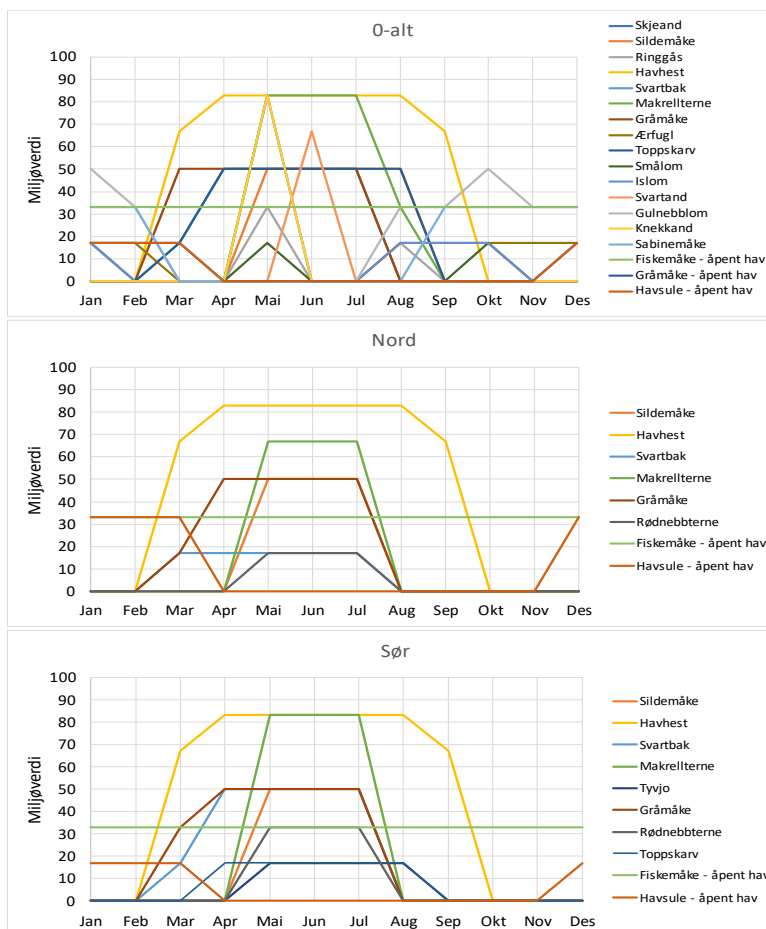 0-alt
Miljøverdi
100
90
80
70
60
50
40
30
20
10
0
Jan Feb Mar Apr Mai Jun Jul Aug Sep Okt Nov Des
Skjeand
Sildemåke
Ringgås
Havhest
Svartbak
Makrellterne
Gråmåke
Ærfugl
Toppskarv
Smålom
Islom
Svartand
Gulnebblom
Knekkand
Sabinemåke
Fiskemåke - åpent hav
Gråmåke - åpent hav
Havsule - åpent hav
Nord
Miljøverdi
100
90
80
70
60
50
40
30
20
10
0
Jan Feb Mar Apr Mai Jun Jul Aug Sep Okt Nov Des
Sildemåke
Havhest
Svartbak
Makrellterne
Gråmåke
Rødnebbterne
Fiskemåke - åpent hav
Havsule - åpent hav
Sør
Miljøverdi
100
90
80
70
60
50
40
30
20
10
0
Jan Feb Mar Apr Mai Jun Jul Aug Sep Okt Nov Des
Sildemåke
Havhest
Svartbak
Makrellterne
Tyvjo
Gråmåke
Rødnebbterne
Toppskarv
Fiskemåke - åpent hav
Havsule - åpent hav